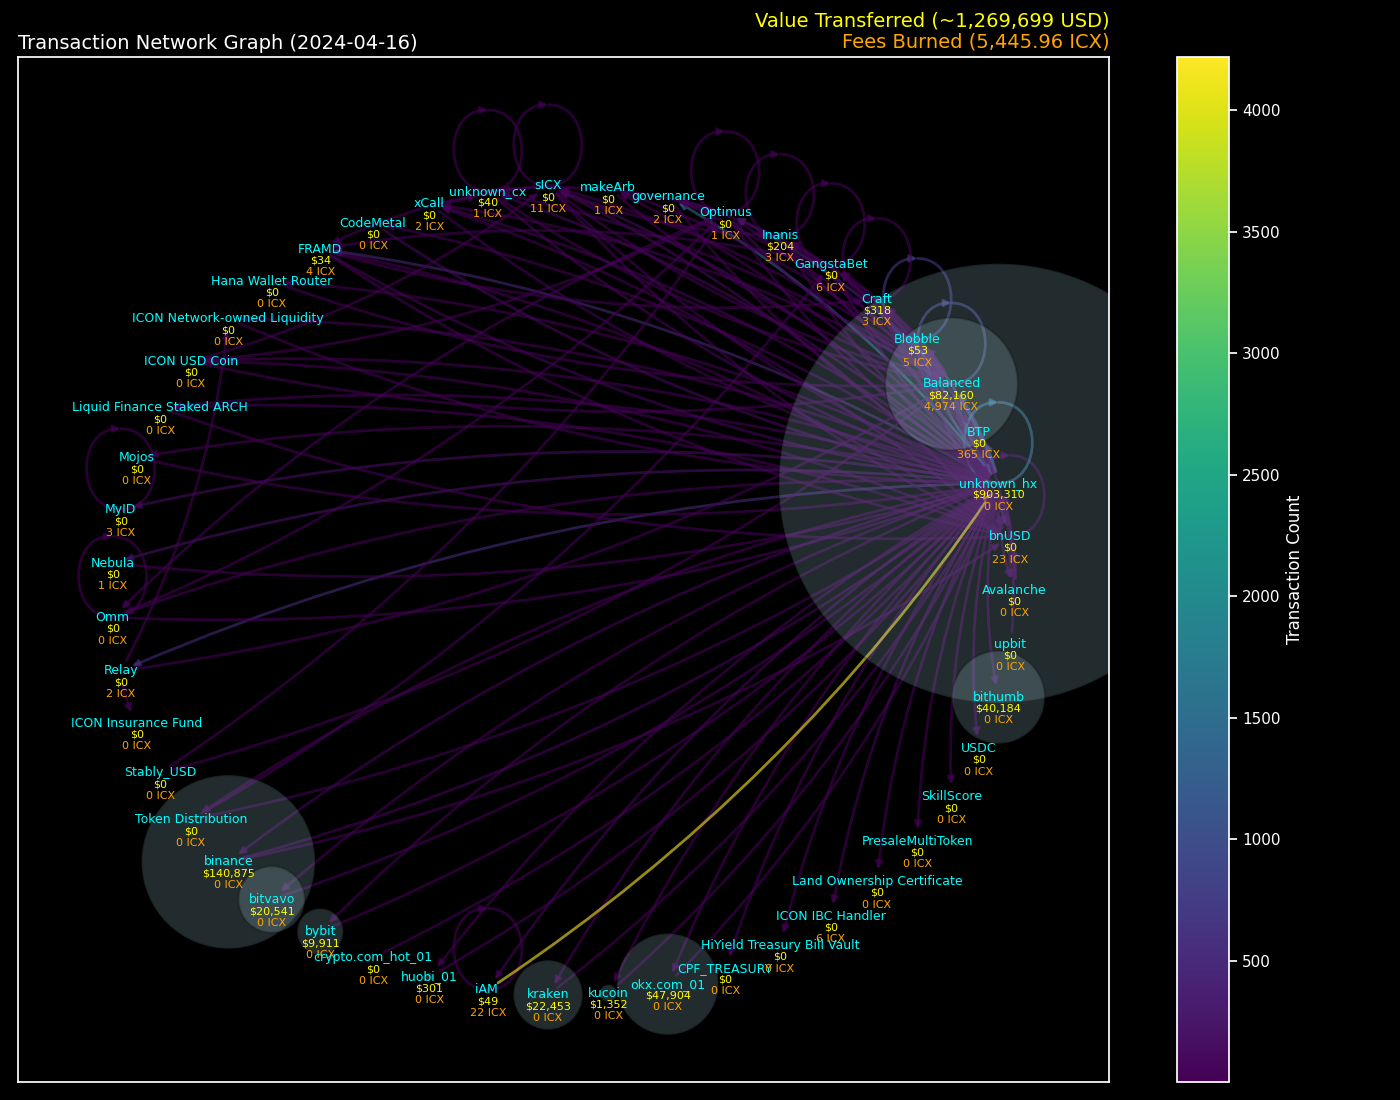 Value Transferred (~1,269,699 USD)
Transaction Network Graph (2024-04-16)
Fees Burned (5,445.96 ICX)
sICX
$0
11 ICX
makeArb
$0
1 ICX
unknown_cx
$40
1 ICX
governance
$0
2 ICX
xCall
$0
2 ICX
Optimus
$0
1 ICX
CodeMetal
$0
0 ICX
Inanis
$204
3 ICX
FRAMD
$34
4 ICX
GangstaBet
$0
6 ICX
Hana Wallet Router
$0
0 ICX
Craft
$318
3 ICX
ICON Network-owned Liquidity
$0
0 ICX
Blobble
$53
5 ICX
ICON USD Coin
$0
0 ICX
Balanced
$82,160
4,974 ICX
Liquid Finance Staked ARCH
$0
0 ICX
BTP
$0
365 ICX
Mojos
$0
0 ICX
unknown_hx
$903,310
0 ICX
MyID
$0
3 ICX
bnUSD
$0
23 ICX
Nebula
$0
1 ICX
Avalanche
$0
0 ICX
Omm
$0
0 ICX
upbit
$0
0 ICX
Relay
$0
2 ICX
bithumb
$40,184
0 ICX
ICON Insurance Fund
$0
0 ICX
USDC
$0
0 ICX
Stably_USD
$0
0 ICX
SkillScore
$0
0 ICX
Token Distribution
$0
0 ICX
PresaleMultiToken
$0
0 ICX
binance
$140,875
0 ICX
Land Ownership Certificate
$0
0 ICX
bitvavo
$20,541
0 ICX
ICON IBC Handler
$0
6 ICX
bybit
$9,911
0 ICX
HiYield Treasury Bill Vault
$0
0 ICX
crypto.com_hot_01
$0
0 ICX
CPF_TREASURY
$0
0 ICX
huobi_01
$301
0 ICX
okx.com_01
$47,904
0 ICX
iAM
$49
22 ICX
kraken
$22,453
0 ICX
kucoin
$1,352
0 ICX
4000
3500
3000
2500
2000
1500
1000
500
Transaction Count